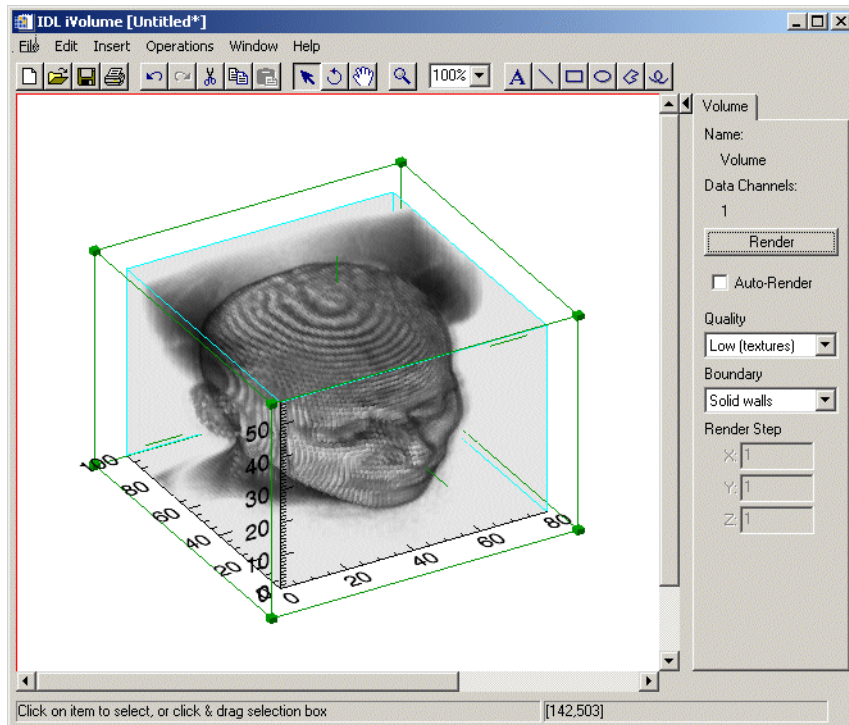 IDL iVolume [Untitled*]
File Edit Insert Operations Window Help
100% A
Volume
Name:
Volume
Data Channels:
1
Render
Auto-Render
Quality
Low (textures)
Boundary
Solid walls
Render Step
X: 1
Y: 1
Z: 1
50
40
30
20
10
0
100
80
60
40
20
0
0
20
40
60
80
Click on item to select, or click & drag selection box
[142,503]